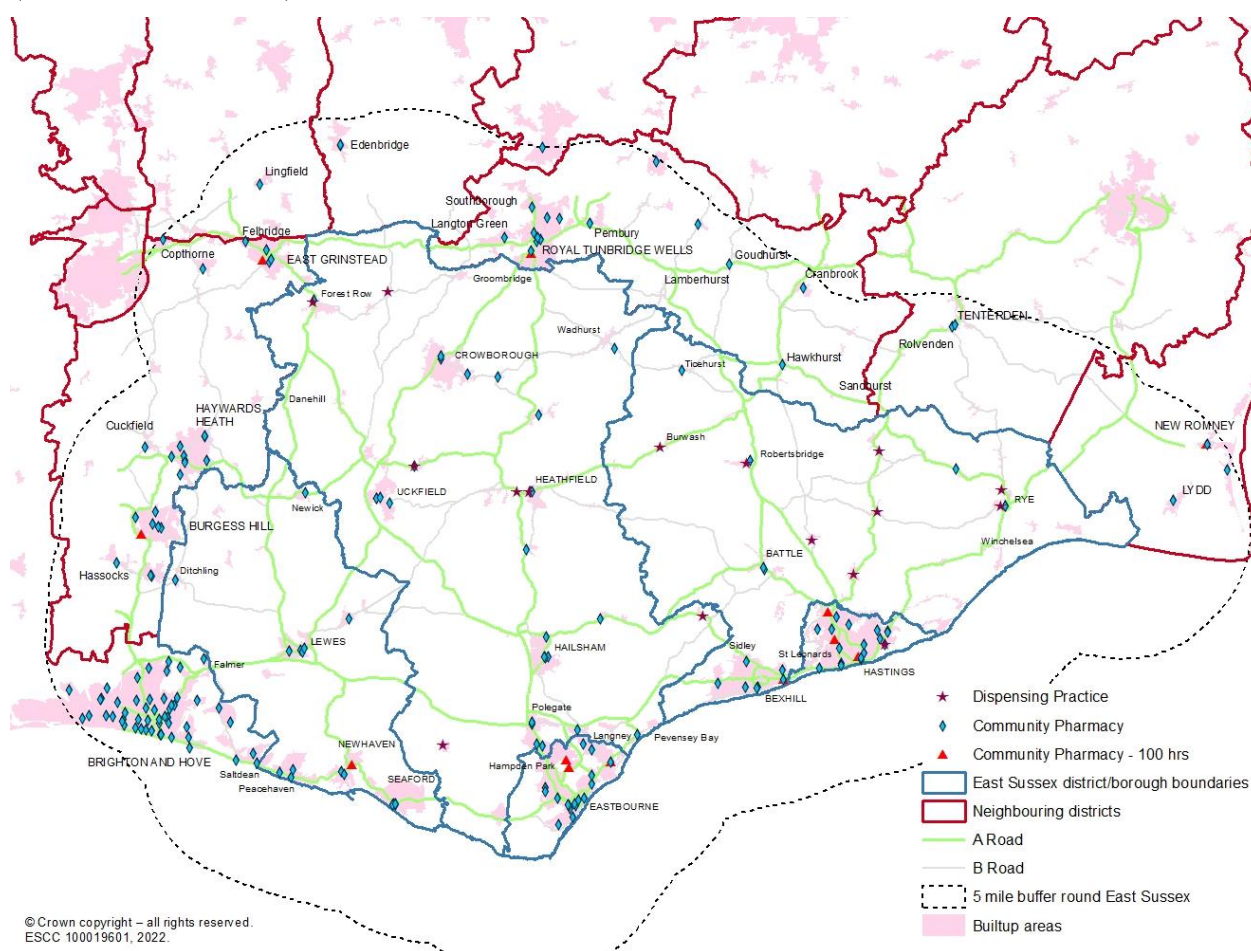 Edenbridge
Lingfield
Southborough
Langton Green
Pembury
Felbridge
Copthorne
EAST GRINSTEAD
ROYAL TUNBRIDGE WELLS
Goudhurst
Groombridge
Lamberhurst
Cranbrook
Forest Row
TENTERDEN
Wadhurst
Rolvenden
CROWBOROUGH
Ticehurst
Hawkhurst
Sandhurst
Danehill
HAYWARDS
HEATH
Cuckfield
NEW ROMNEY
Burwash
Robertsbridge
HEATHFIELD
UCKFIELD
LYDD
RYE
Newick
BURGESS HILL
Winchelsea
BATTLE
Hassocks
Ditchling
LEWES
HAILSHAM
Sidley
St Leonards
Falmer
HASTINGS
BEXHILL
Polegate
Langney
Pevensey Bay
NEWHAVEN
BRIGHTON AND HOVE
Hampden Park
Saltdean
SEAFORD
Peacehaven
EASTBOURNE
Dispensing Practice
Community Pharmacy
Community Pharmacy - 100 hrs
East Sussex district/borough boundaries
Neighbouring districts
A Road
B Road
5 mile buffer round East Sussex
Builtup areas
© Crown copyright – all rights reserved.
ESCC 100019601, 2022.